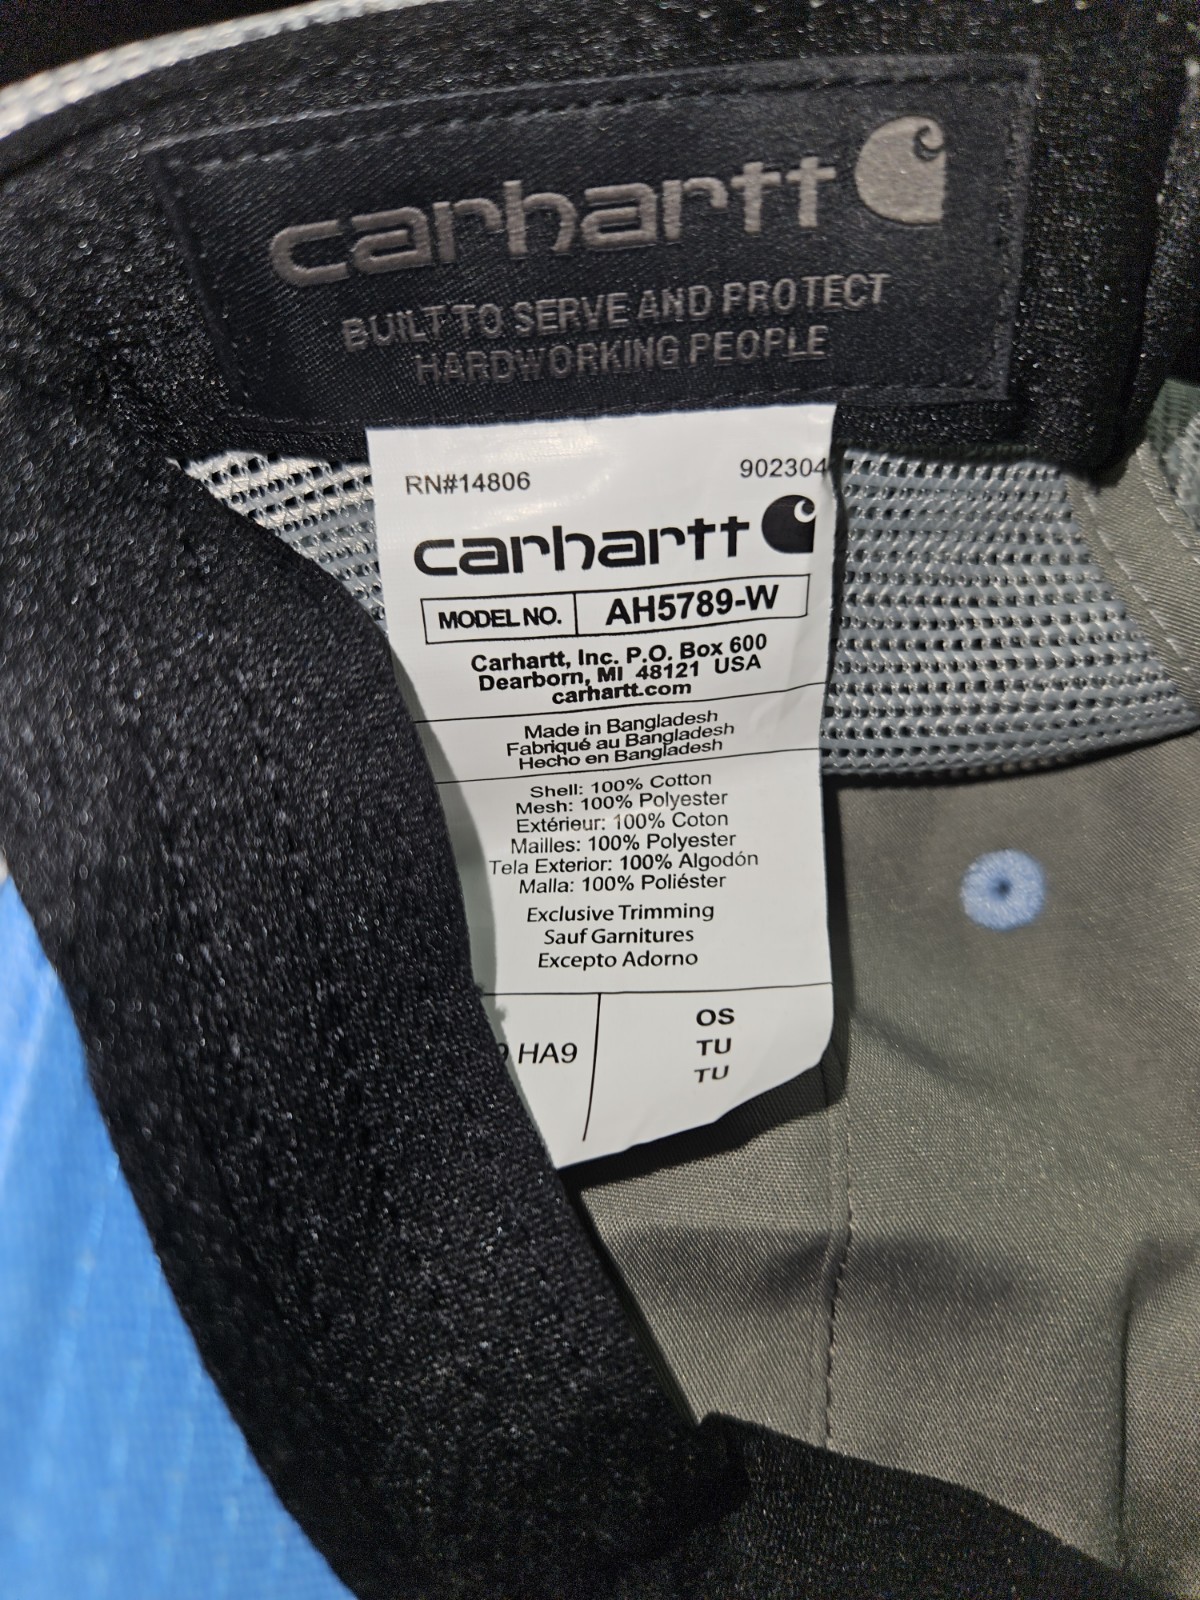 carhartt
BUILT TO SERVE AND PROTECT
HARDWORKING PEOPLE
RN#14806 902304
carhartt
MODEL NO. AH5789-W
Carhartt, Inc. P.O. Box 600
Dearborn, MI 48121 USA
carhartt.com
Made in Bangladesh
Fabriqué au Bangladesh
Hecho en Bangladesh
Shell: 100% Cotton
Mesh: 100% Polyester
Extérieur: 100% Coton
Mailles: 100% Polyester
Tela Exterior: 100% Algodón
Malla: 100% Poliéster
Exclusive Trimming
Sauf Garnitures
Excepto Adorno
HA9
OS
TU
TU